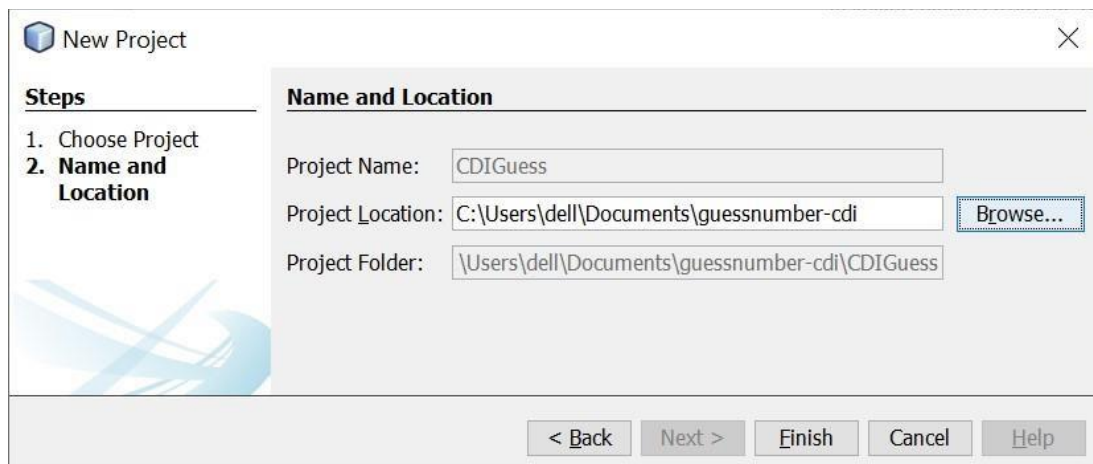 New Project
Steps
1. Choose Project
2. Name and
Location
Name and Location
Project Name: CDIGuess
Project Location: C:\Users\dell\Documents\guessnumber-cdi Browse...
Project Folder: \Users\dell\Documents\guessnumber-cdi\CDIGuess
< Back Next > Finish Cancel Help